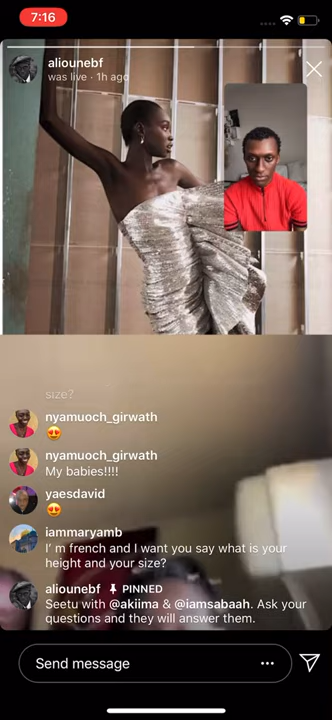 7:16
aliounebf
was live · 1h ago
size?
nyamuoch_girwath
😍
nyamuoch_girwath
My babies!!!!
yaesdavid
😍
iammaryamb
I’ m french and I want you say what is your
height and your size?
aliounebf PINNED
Seetu with @akiima & @iamsabaah. Ask your
questions and they will answer them.
Send message